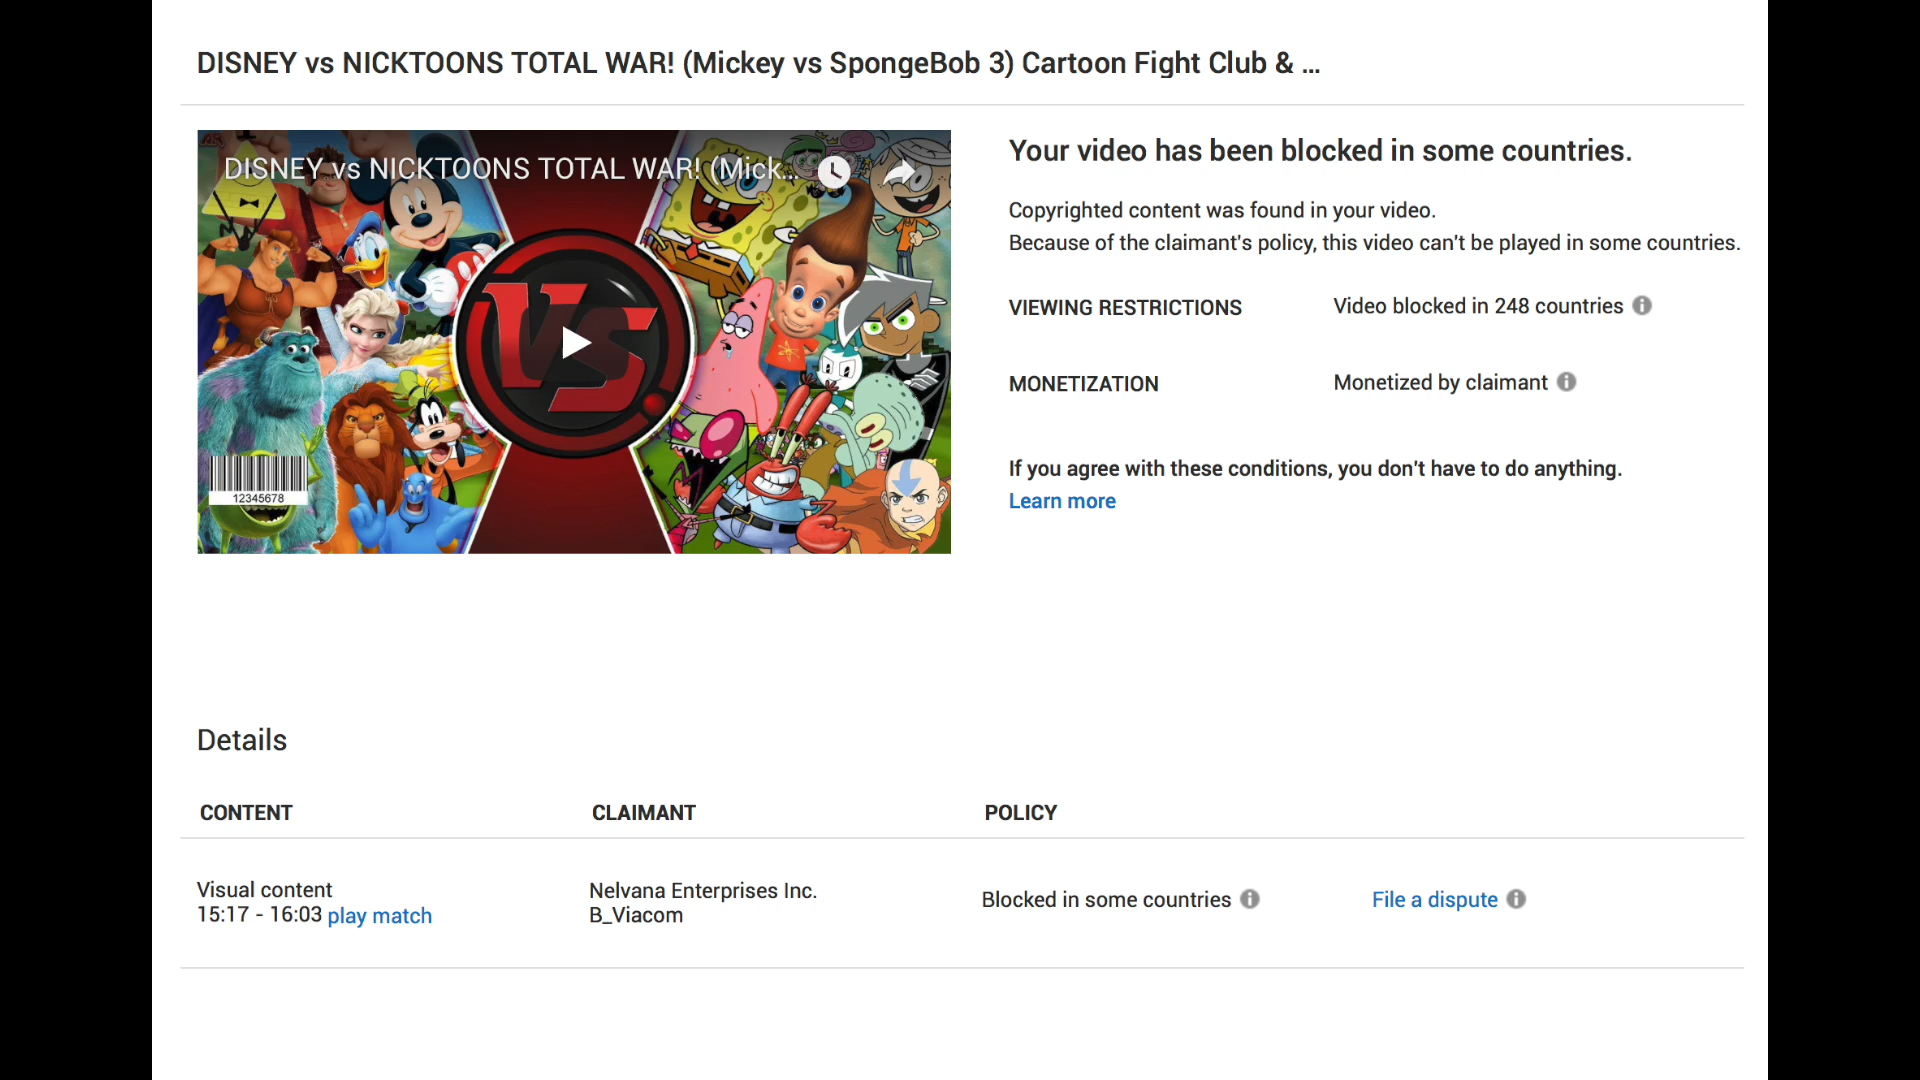 DISNEY vs NICKTOONS TOTAL WAR! (Mickey vs SpongeBob 3) Cartoon Fight Club & ...
DISNEY vs NICKTOONS TOTAL WAR! (Mick...
VS
12345678
Your video has been blocked in some countries.
Copyrighted content was found in your video.
Because of the claimant's policy, this video can't be played in some countries.
VIEWING RESTRICTIONS Video blocked in 248 countries
MONETIZATION Monetized by claimant
If you agree with these conditions, you don't have to do anything.
Learn more
Details
CONTENT CLAIMANT POLICY
Visual content
15:17 - 16:03 play match
Nelvana Enterprises Inc.
B_Viacom
Blocked in some countries
File a dispute